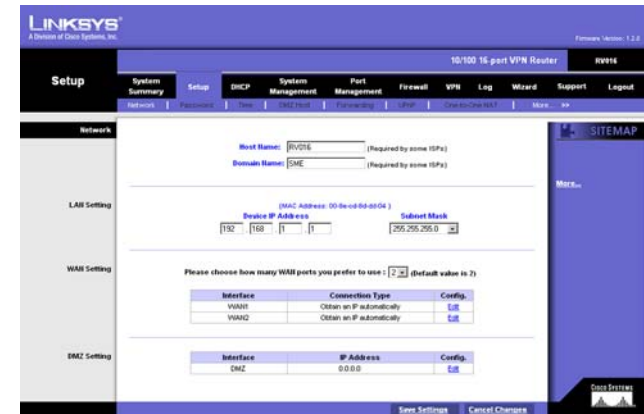 LINKSYS®
A Division of Cisco Systems, Inc.
Firmware Version: 1.2.0
10/100 16-port VPN Router RV016
Setup
System Summary Setup DHCP System Management Port Management Firewall VPN Log Wizard Support Logout
Network | Password | Time | DMZ Host | Forwarding | UPnP | One-to-One NAT | More... >>
Network
SITEMAP
Host Name: RV016 (Required by some ISPs)
Domain Name: SME (Required by some ISPs)
More...
LAN Setting
(MAC Address: 00-0e-cd-8d-dd-04 )
Device IP Address Subnet Mask
192 . 168 . 1 . 1 255.255.255.0
WAN Setting
Please choose how many WAN ports you prefer to use : 2 (Default value is 2)
Interface Connection Type Config.
WAN1 Obtain an IP automatically Edit
WAN2 Obtain an IP automatically Edit
DMZ Setting
Interface IP Address Config.
DMZ 0.0.0.0 Edit
Save Settings Cancel Changes
CISCO SYSTEMS